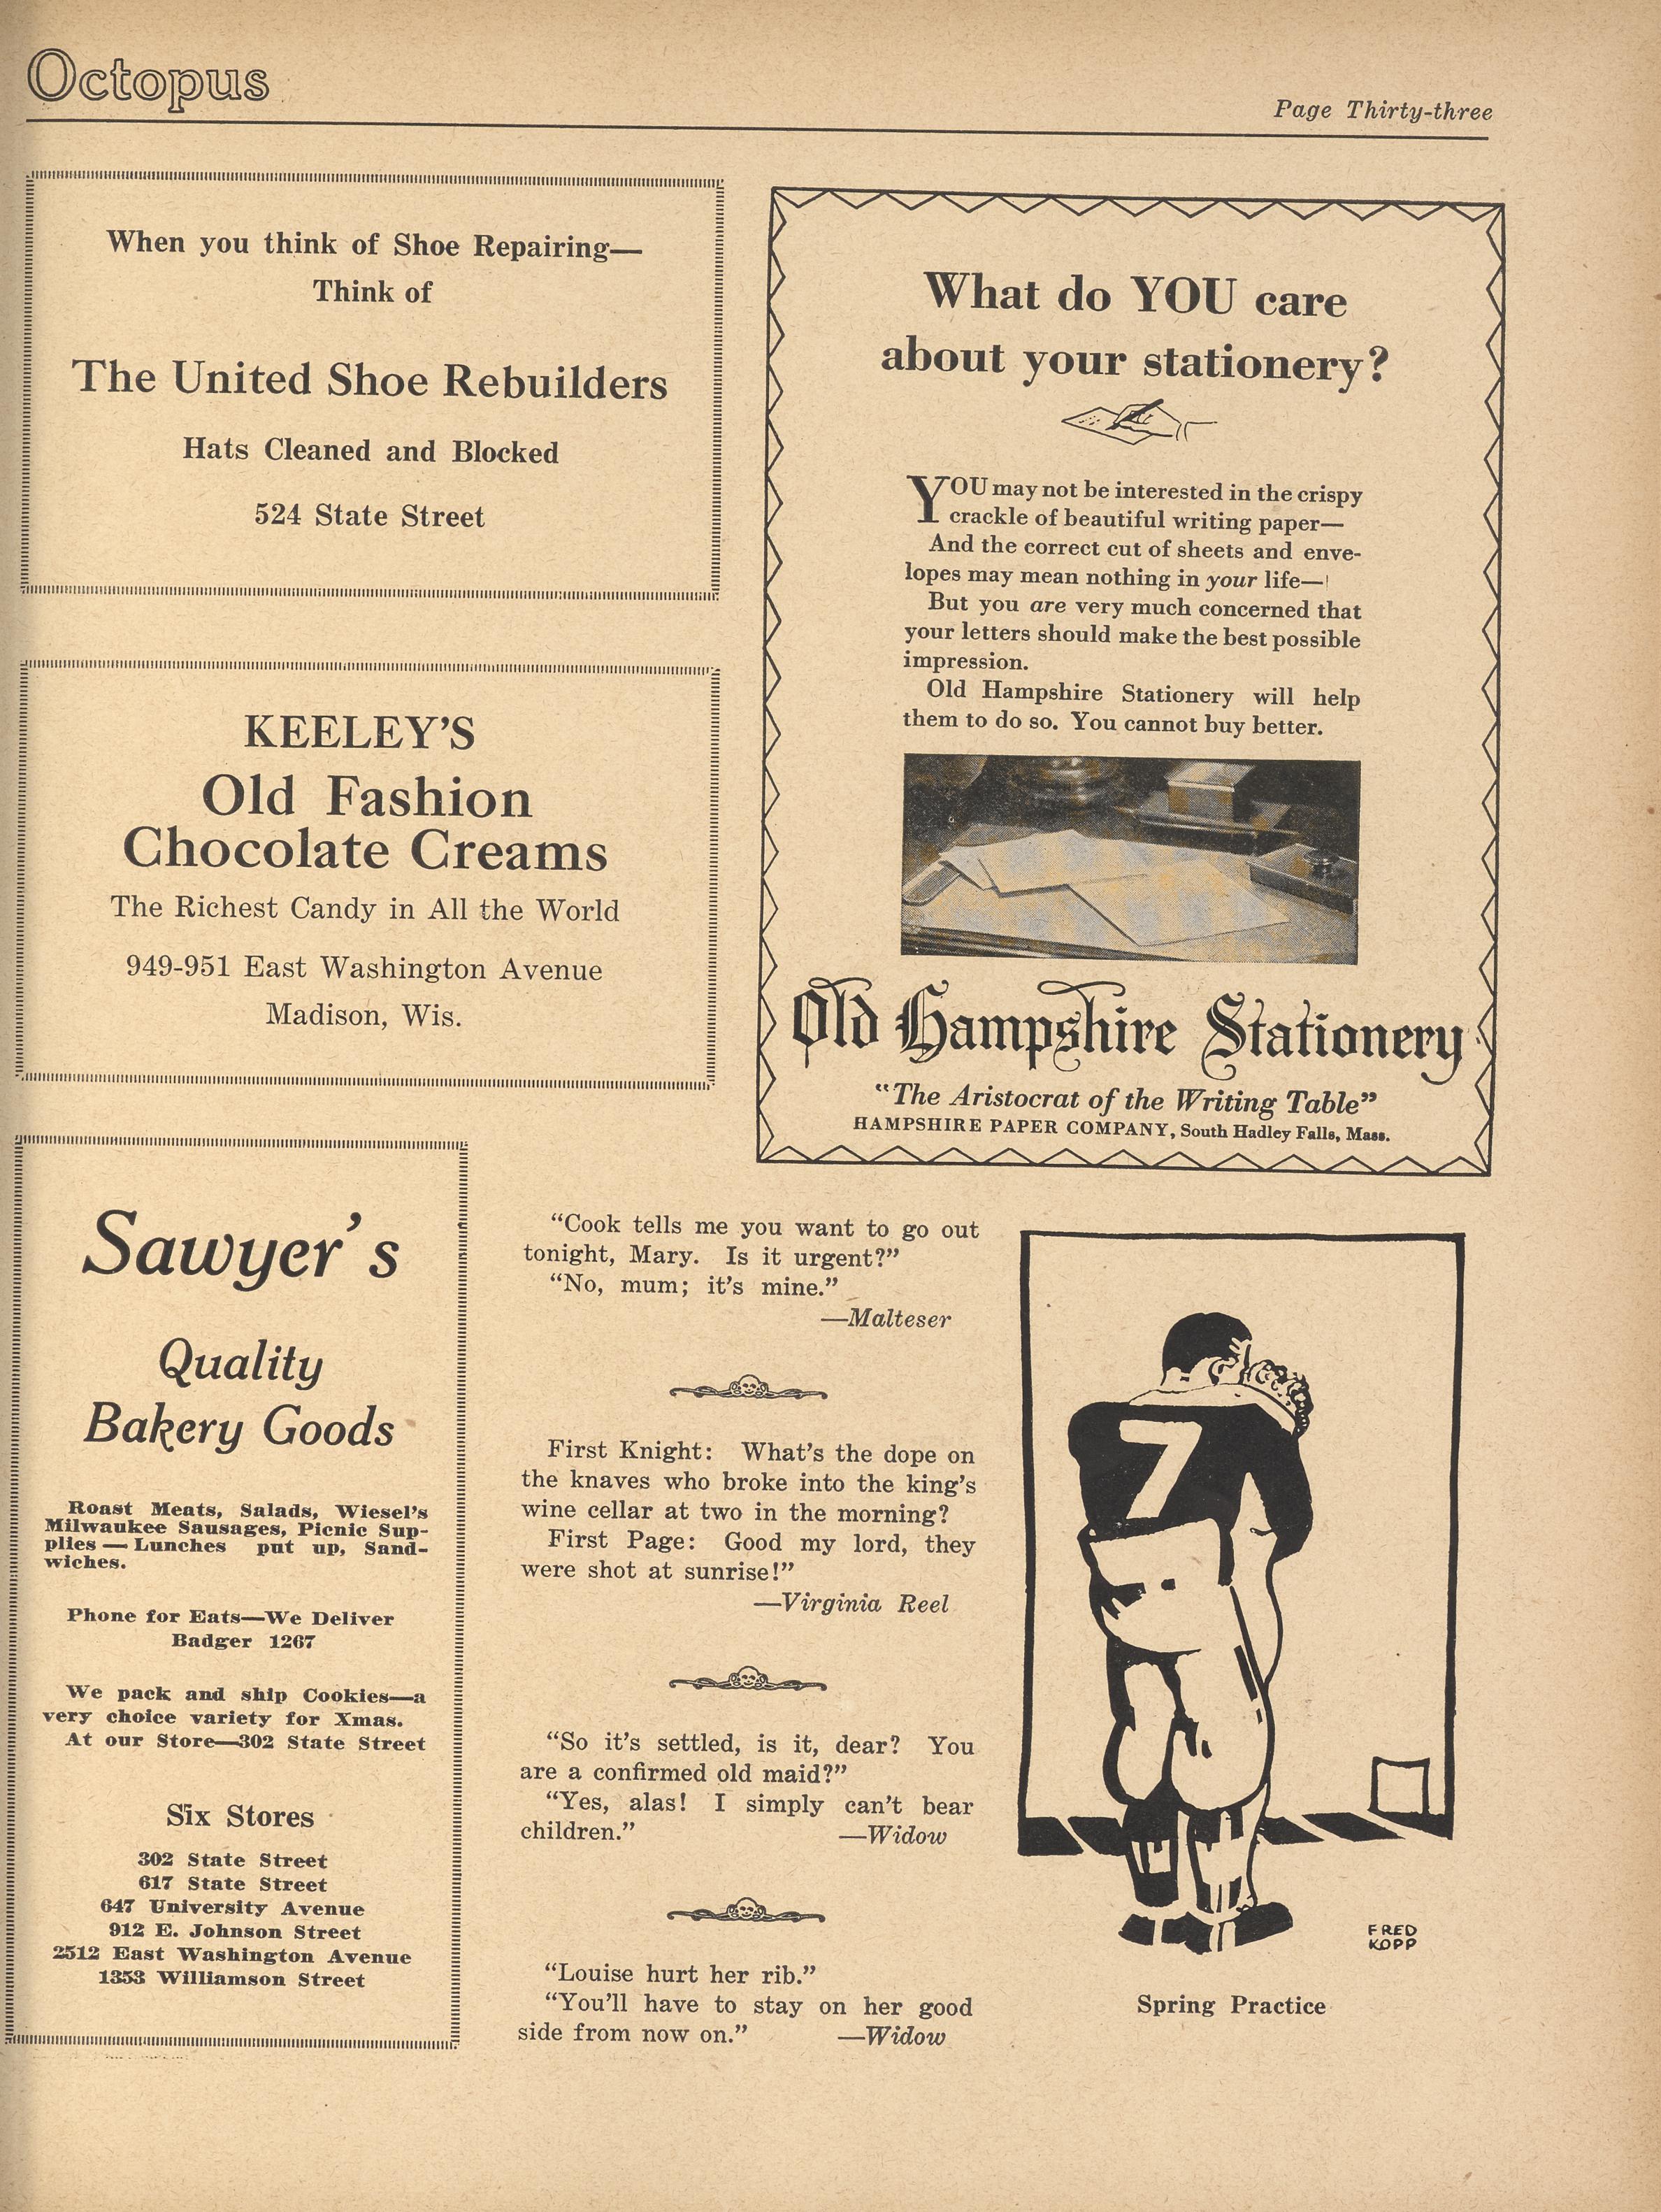 Octopus
Page Thirty-three
When you think of Shoe Repairing—
Think of
The United Shoe Rebuilders
Hats Cleaned and Blocked
524 State Street
KEELEY'S
Old Fashion
Chocolate Creams
The Richest Candy in All the World
949-951 East Washington Avenue
Madison, Wis.
What do YOU care
about your stationery?
YOU may not be interested in the crispy
crackle of beautiful writing paper—
And the correct cut of sheets and enve-
lopes may mean nothing in your life—
But you are very much concerned that
your letters should make the best possible
impression.
Old Hampshire Stationery will help
them to do so. You cannot buy better.
Old Hampshire Stationery
"The Aristocrat of the Writing Table"
HAMPSHIRE PAPER COMPANY, South Hadley Falls, Mass.
Sawyer's
Quality
Bakery Goods
Roast Meats, Salads, Wiesel's
Milwaukee Sausages, Picnic Sup-
plies — Lunches put up, Sand-
wiches.
Phone for Eats—We Deliver
Badger 1267
We pack and ship Cookies—a
very choice variety for Xmas.
At our Store—302 State Street
Six Stores
302 State Street
617 State Street
647 University Avenue
912 E. Johnson Street
2512 East Washington Avenue
1353 Williamson Street
"Cook tells me you want to go out
tonight, Mary. Is it urgent?"
"No, mum; it's mine."
—Malteser
First Knight: What's the dope on
the knaves who broke into the king's
wine cellar at two in the morning?
First Page: Good my lord, they
were shot at sunrise!"
—Virginia Reel
"So it's settled, is it, dear? You
are a confirmed old maid?"
"Yes, alas! I simply can't bear
children." —Widow
"Louise hurt her rib."
"You'll have to stay on her good
side from now on." —Widow
7
FRED
KOPP
Spring Practice